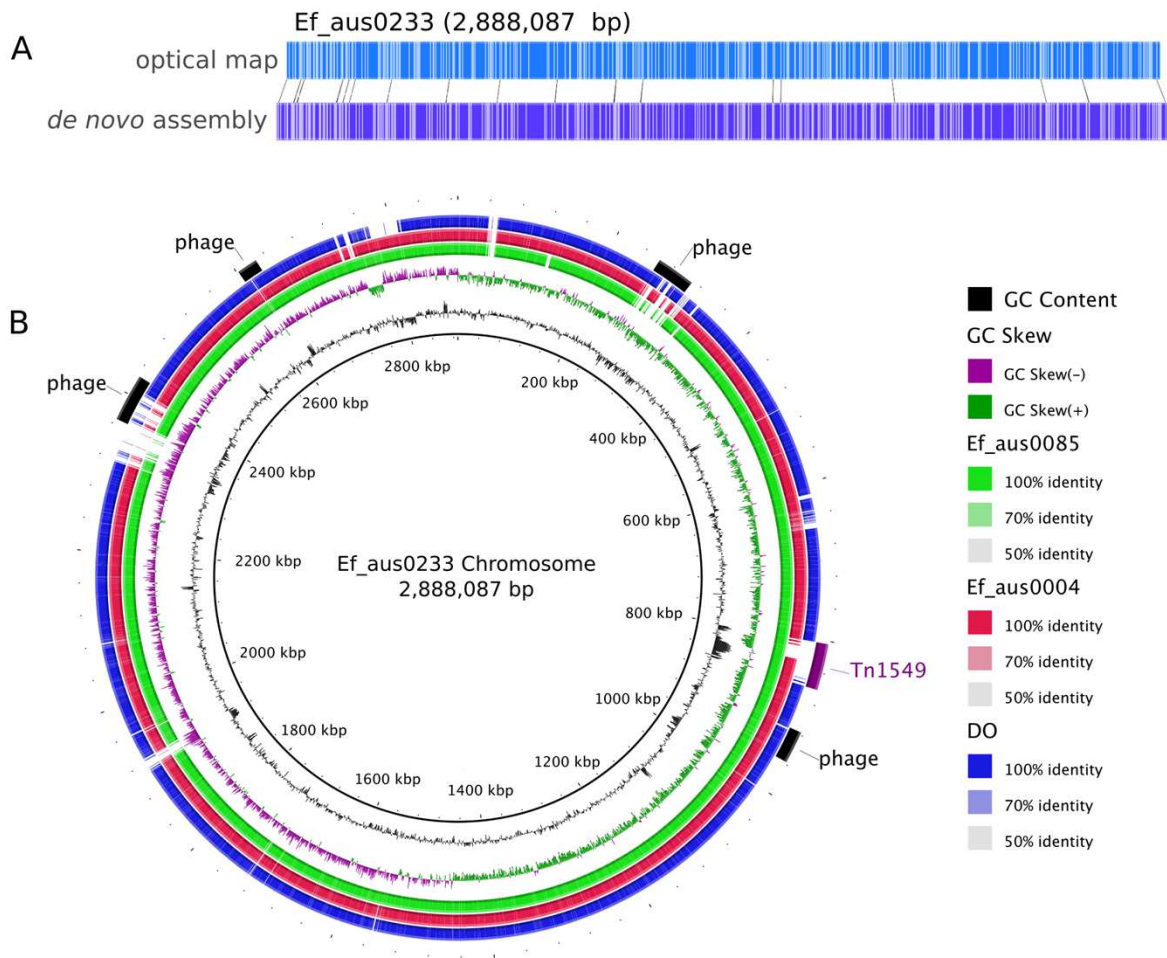 A
Ef_aus0233 (2,888,087 bp)
optical map
de novo assembly
B
phage
phage
phage
phage
Tn1549
2800 kbp
200 kbp
2600 kbp
400 kbp
2400 kbp
600 kbp
2200 kbp
800 kbp
2000 kbp
1000 kbp
1800 kbp
1200 kbp
1600 kbp
1400 kbp
Ef_aus0233 Chromosome
2,888,087 bp
GC Content
GC Skew
GC Skew(-)
GC Skew(+)
Ef_aus0085
100% identity
70% identity
50% identity
Ef_aus0004
100% identity
70% identity
50% identity
DO
100% identity
70% identity
50% identity